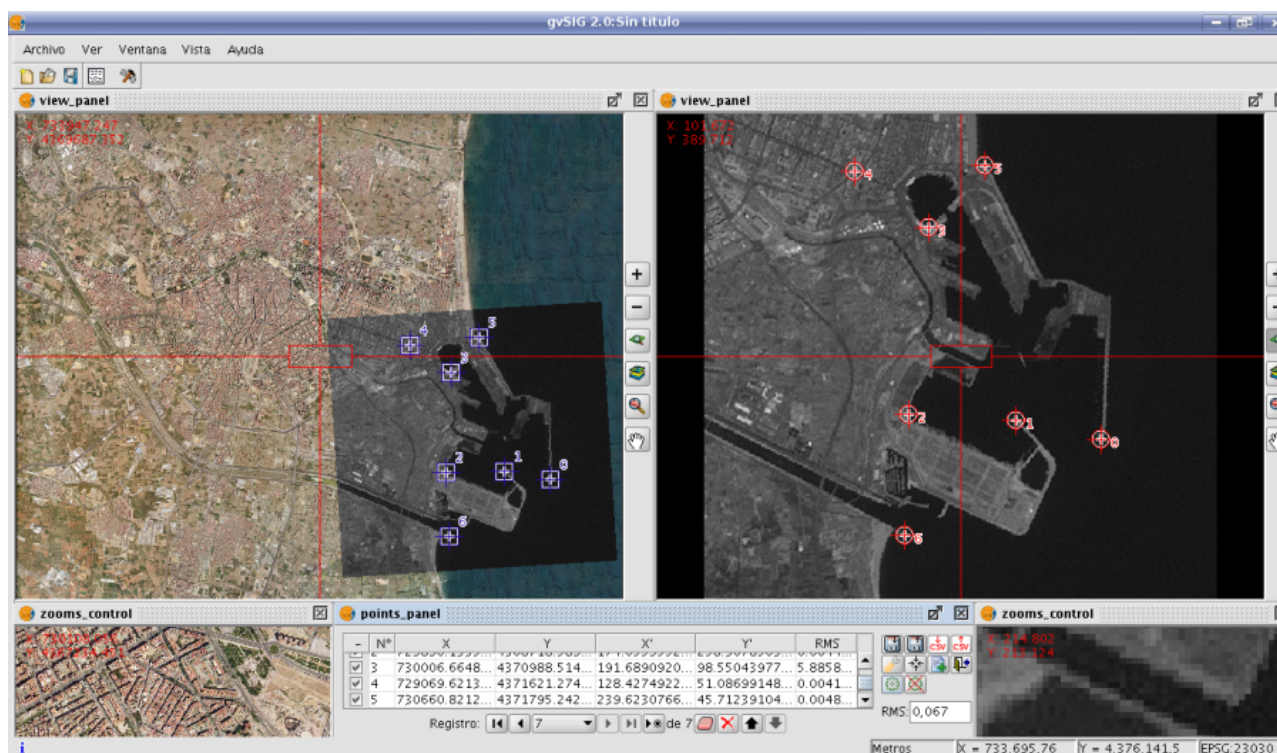 gvSIG 2.0:Sin titulo
Archivo Ver Ventana Vista Ayuda
view_panel
view_panel
4
5
3
2
1
0
6
4
5
3
2
1
0
6
zooms_control
points_panel
zooms_control
- Nº X Y X' Y' RMS
3 730006.6648... 4370988.514... 191.6890920... 98.55043977... 5.8858...
4 729069.6213... 4371621.274... 128.4274922... 51.08699148... 0.0041...
5 730660.8212... 4371795.242... 239.6230766... 45.71239104... 0.0048...
Registro: 7 de 7
CSV CSV
RMS: 0,067
Metros X = 733.695.76 Y = 4.376.141.5 EPSG:23030